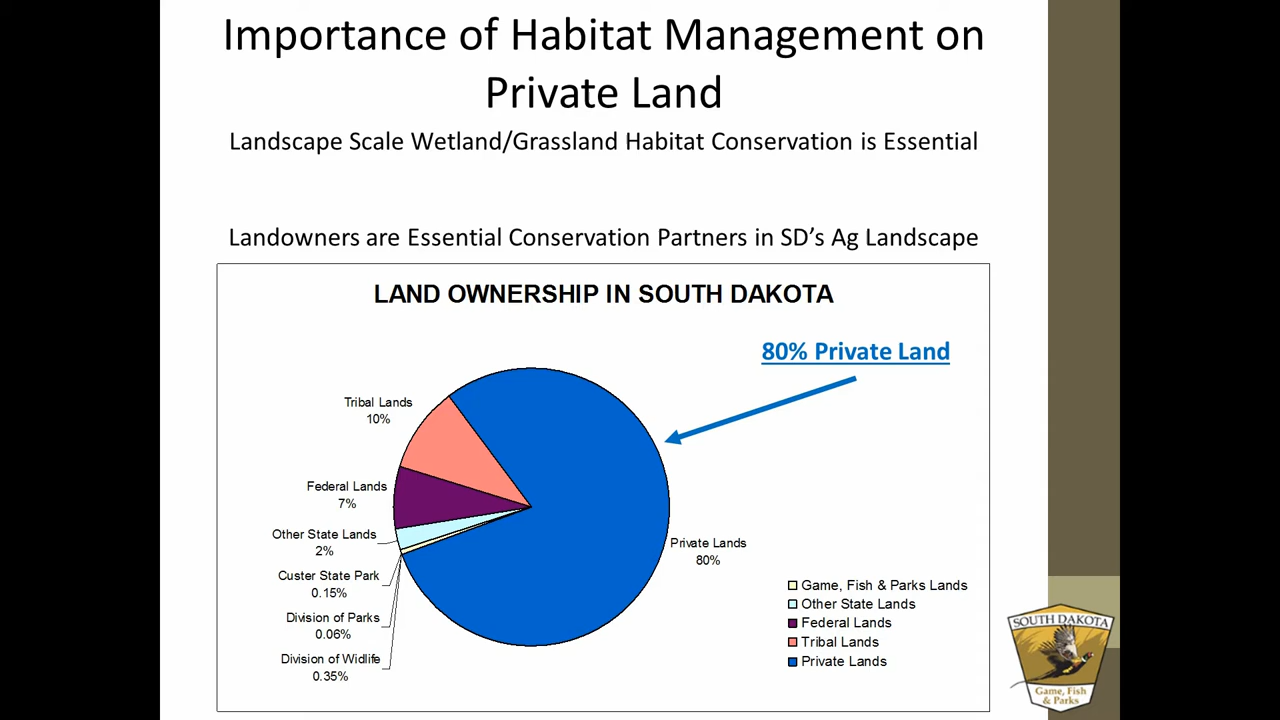 Importance of Habitat Management on
Private Land
Landscape Scale Wetland/Grassland Habitat Conservation is Essential
Landowners are Essential Conservation Partners in SD's Ag Landscape
LAND OWNERSHIP IN SOUTH DAKOTA
80% Private Land
Tribal Lands
10%
Federal Lands
7%
Other State Lands
2%
Custer State Park
0.15%
Division of Parks
0.06%
Division of Widlife
0.35%
Private Lands
80%
Game, Fish & Parks Lands
Other State Lands
Federal Lands
Tribal Lands
Private Lands
SOUTH DAKOTA
Game, Fish
& Parks